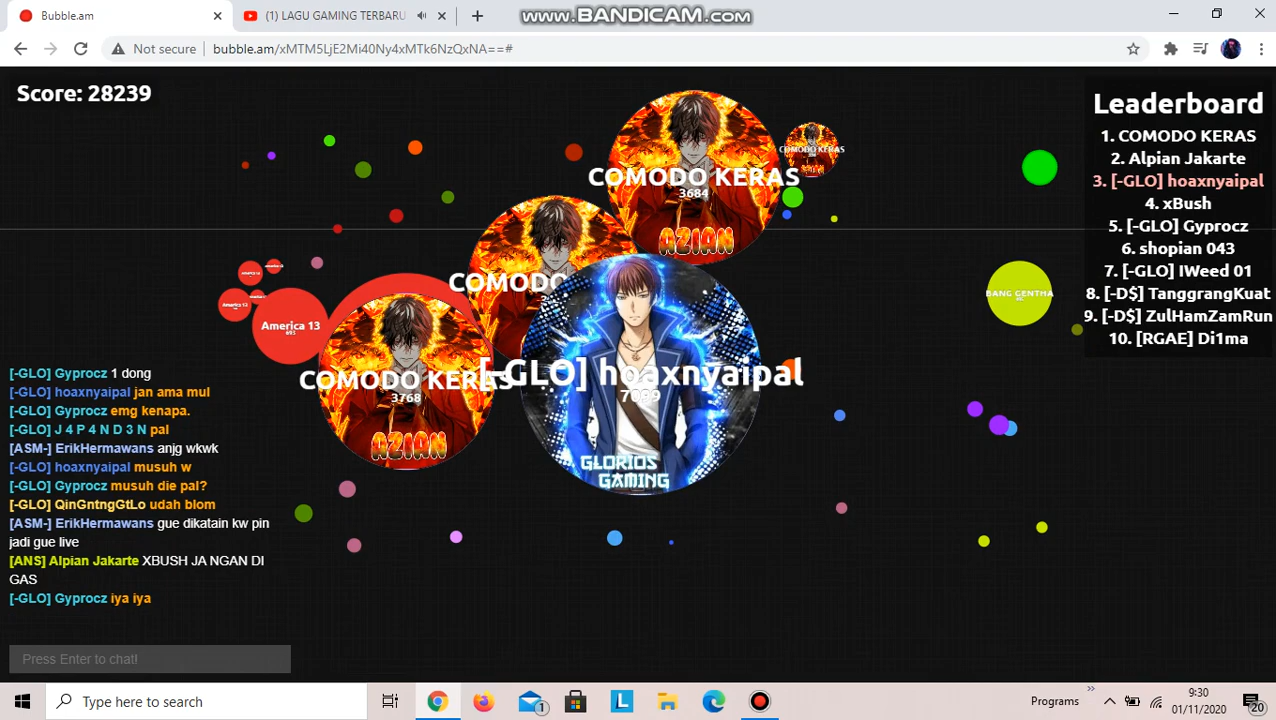 Bubble.am
(1) LAGU GAMING TERBARU
www.BANDICAM.com
Not secure
bubble.am/xMTM5LjE2Mi40Ny4xMTk6NzQxNA==#
Score: 28239
Leaderboard
1. COMODO KERAS
2. Alpian Jakarte
3. [-GLO] hoaxnyaipal
4. xBush
5. [-GLO] Gyprocz
6. shopian 043
7. [-GLO] IWeed 01
8. [-D$] TanggrangKuat
9. [-D$] ZulHamZamRun
10. [RGAE] Di1ma
COMODO KERAS
COMODO KERAS
3684
AZIAN
COMODO
America 13
America 13
693
BANG CENTHA
COMODO KERAS
3768
AZIAN
[-GLO] hoaxnyaipal
GLORIOS
GAMING
[-GLO] Gyprocz 1 dong
[-GLO] hoaxnyaipal jan ama mul
[-GLO] Gyprocz emg kenapa.
[-GLO] J 4 P 4 N D 3 N pal
[ASM-] ErikHermawans anjg wkwk
[-GLO] hoaxnyaipal musuh w
[-GLO] Gyprocz musuh die pal?
[-GLO] QinGntngGtLo udah blom
[ASM-] ErikHermawans gue dikatain kw pin
jadi gue live
[ANS] Alpian Jakarte XBUSH JA NGAN DI
GAS
[-GLO] Gyprocz iya iya
Press Enter to chat!
Type here to search
1
L
Programs
9:30
01/11/2020
20